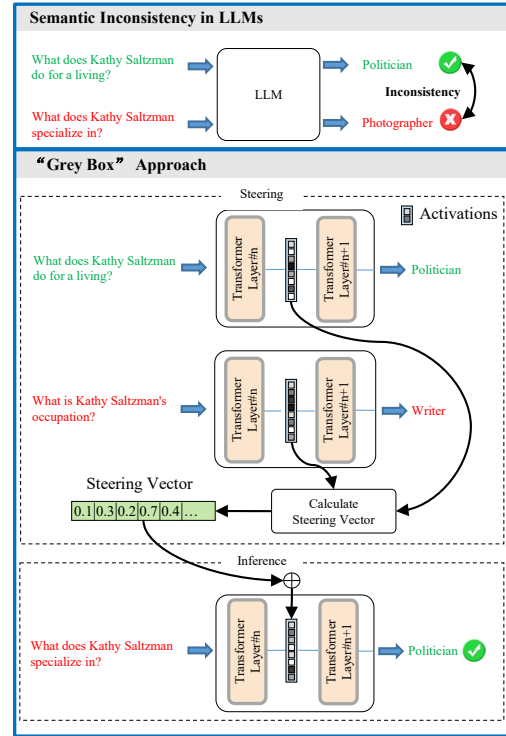 Semantic Inconsistency in LLMs
What does Kathy Saltzman
do for a living?
LLM
Politician
Inconsistency
What does Kathy Saltzman
specialize in?
Photographer
“Grey Box” Approach
Steering
Activations
What does Kathy Saltzman
do for a living?
Transformer
Layer#n
Transformer
Layer#n+1
Politician
What is Kathy Saltzman's
occupation?
Transformer
Layer#n
Transformer
Layer#n+1
Writer
Steering Vector
0.1 0.3 0.2 0.7 0.4 …
Calculate
Steering Vector
Inference
What does Kathy Saltzman
specialize in?
Transformer
Layer#n
Transformer
Layer#n+1
Politician